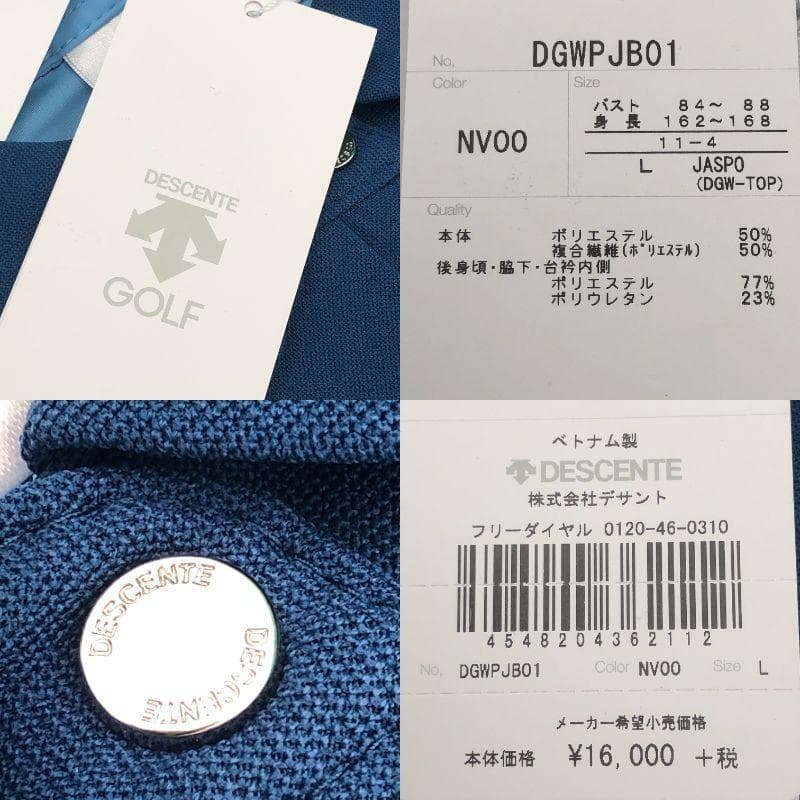 DESCENTE
GOLF
No. DGWPJB01
Color
NV00
Size
バスト 84～ 88
身長 162～168
11-4
L JASPO
(DGW-TOP)
Quality
本体 ポリエステル 50%
複合繊維(ﾎﾟﾘｴｽﾃﾙ) 50%
後身頃・脇下・台衿内側
ポリエステル 77%
ポリウレタン 23%
DESCENTE
DESCENTE
ベトナム製
DESCENTE
株式会社デサント
フリーダイヤル 0120-46-0310
4548204362112
No. DGWPJB01 Color NV00 Size L
メーカー希望小売価格
本体価格 ¥16,000 +税